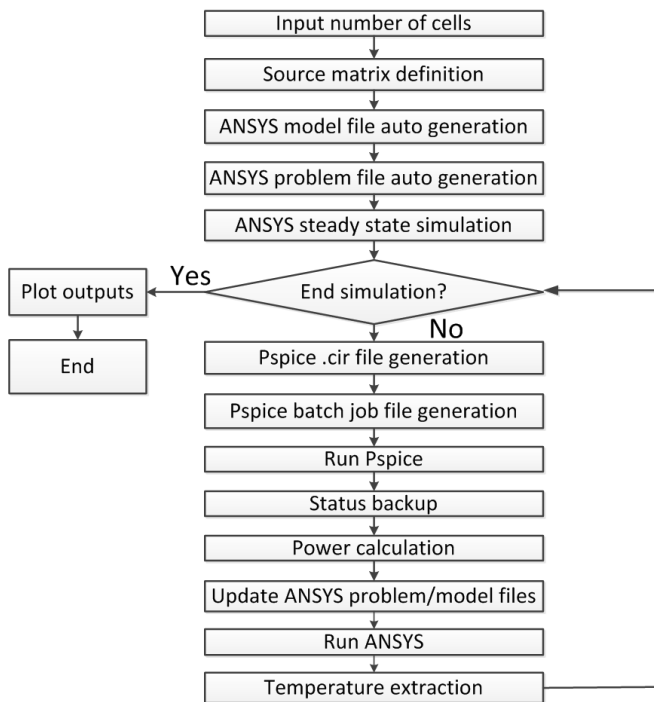 Input number of cells
Source matrix definition
ANSYS model file auto generation
ANSYS problem file auto generation
ANSYS steady state simulation
End simulation?
Yes
Plot outputs
End
No
Pspice .cir file generation
Pspice batch job file generation
Run Pspice
Status backup
Power calculation
Update ANSYS problem/model files
Run ANSYS
Temperature extraction